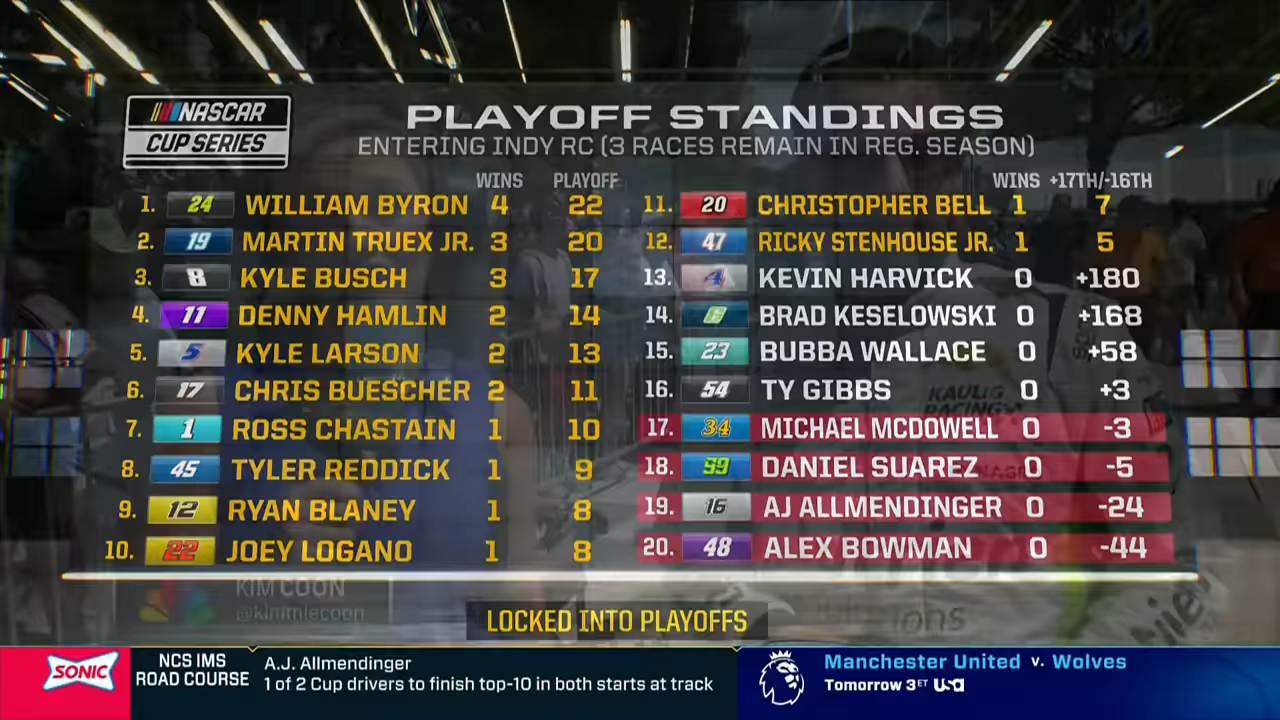 NASCAR
CUP SERIES
PLAYOFF STANDINGS
ENTERING INDY RC (3 RACES REMAIN IN REG. SEASON)
WINS PLAYOFF
1. 24 WILLIAM BYRON 4 22
2. 19 MARTIN TRUEX JR. 3 20
3. 8 KYLE BUSCH 3 17
4. 11 DENNY HAMLIN 2 14
5. 5 KYLE LARSON 2 13
6. 17 CHRIS BUESCHER 2 11
7. 1 ROSS CHASTAIN 1 10
8. 45 TYLER REDDICK 1 9
9. 12 RYAN BLANEY 1 8
10. 22 JOEY LOGANO 1 8
WINS +17TH/-16TH
11. 20 CHRISTOPHER BELL 1 7
12. 47 RICKY STENHOUSE JR. 1 5
13. 4 KEVIN HARVICK 0 +180
14. 6 BRAD KESELOWSKI 0 +168
15. 23 BUBBA WALLACE 0 +58
16. 54 TY GIBBS 0 +3
17. 34 MICHAEL MCDOWELL 0 -3
18. 99 DANIEL SUAREZ 0 -5
19. 16 AJ ALLMENDINGER 0 -24
20. 48 ALEX BOWMAN 0 -44
KAULIG
RACING
KIM COON
@kimmiecoon
LOCKED INTO PLAYOFFS
SONIC
NCS IMS
ROAD COURSE
A.J. Allmendinger
1 of 2 Cup drivers to finish top-10 in both starts at track
Manchester United v. Wolves
Tomorrow 3ET USA